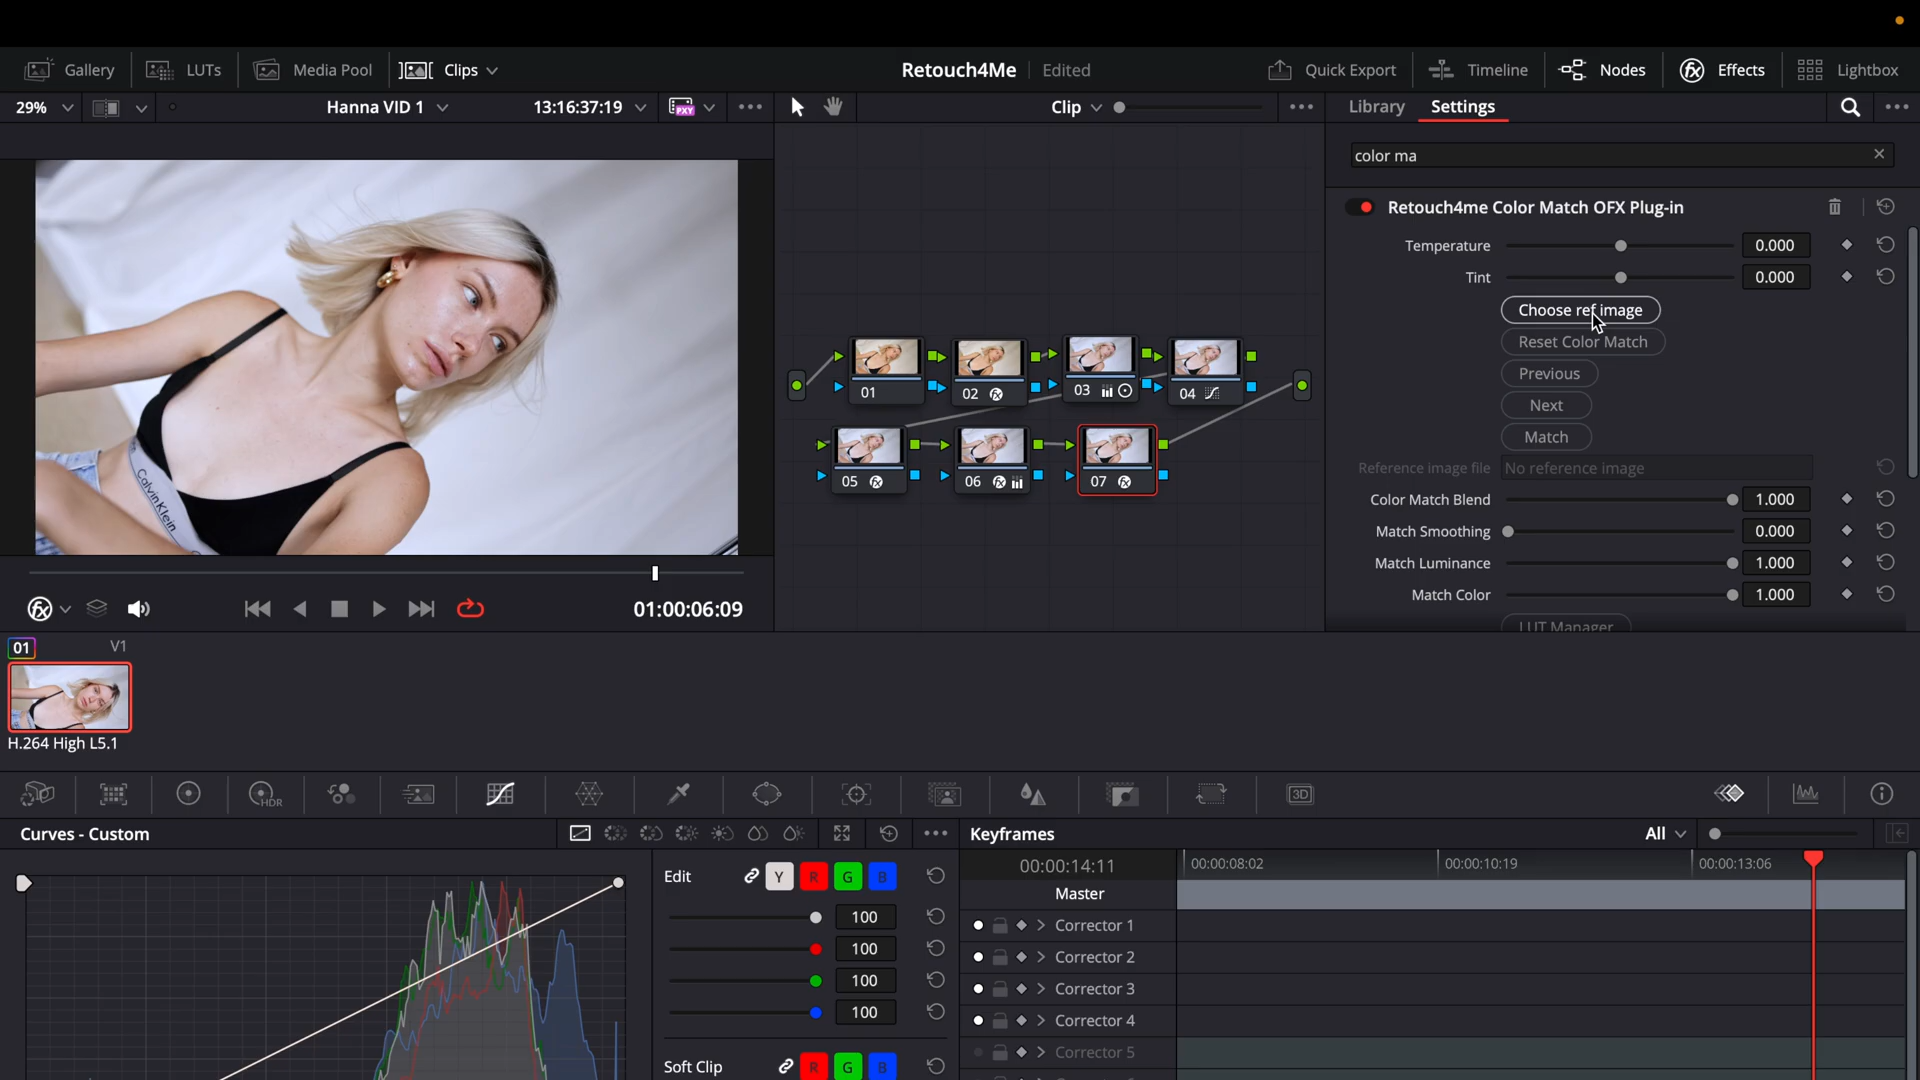 Gallery LUTs Media Pool Clips Retouch4Me Edited Quick Export Timeline Nodes Effects Lightbox
29% Hanna VID 1 13:16:37:19 PXY Clip Library Settings
color ma
Retouch4me Color Match OFX Plug-in
Temperature 0.000
Tint 0.000
Choose ref image
Reset Color Match
Previous
Next
Match
Reference image file No reference image
Color Match Blend 1.000
Match Smoothing 0.000
Match Luminance 1.000
Match Color 1.000
LUT Manager
CalvinKlein
01 02 03 04
05 06 07
01:00:06:09
01 V1
H.264 High L5.1
HDR 3D
Curves - Custom
Edit Y R G B
100
100
100
100
Soft Clip R G B
Keyframes All
00:00:14:11 00:00:08:02 00:00:10:19 00:00:13:06
Master
Corrector 1
Corrector 2
Corrector 3
Corrector 4
Corrector 5